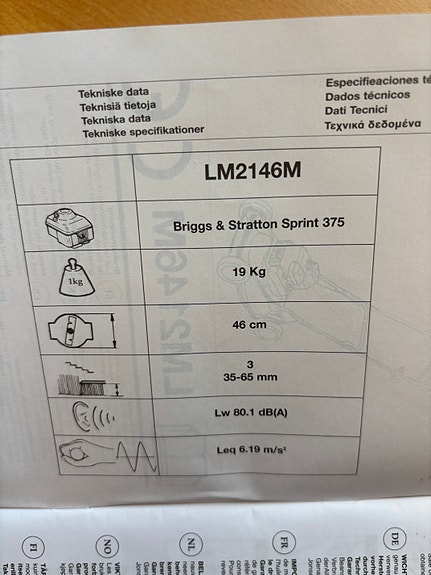 Tekniske data
Teknisiä tietoja
Tekniska data
Tekniske spesifikationer
Especifieaciones té
Dados técnicos
Dati Tecnici
Τεχνικά δεδομένα
LM2146M
Briggs & Stratton Sprint 375
1kg
19 Kg
46 cm
3
35-65 mm
Lw 80.1 dB(A)
Leq 6.19 m/s²
FI
NO
NL
FR
DE